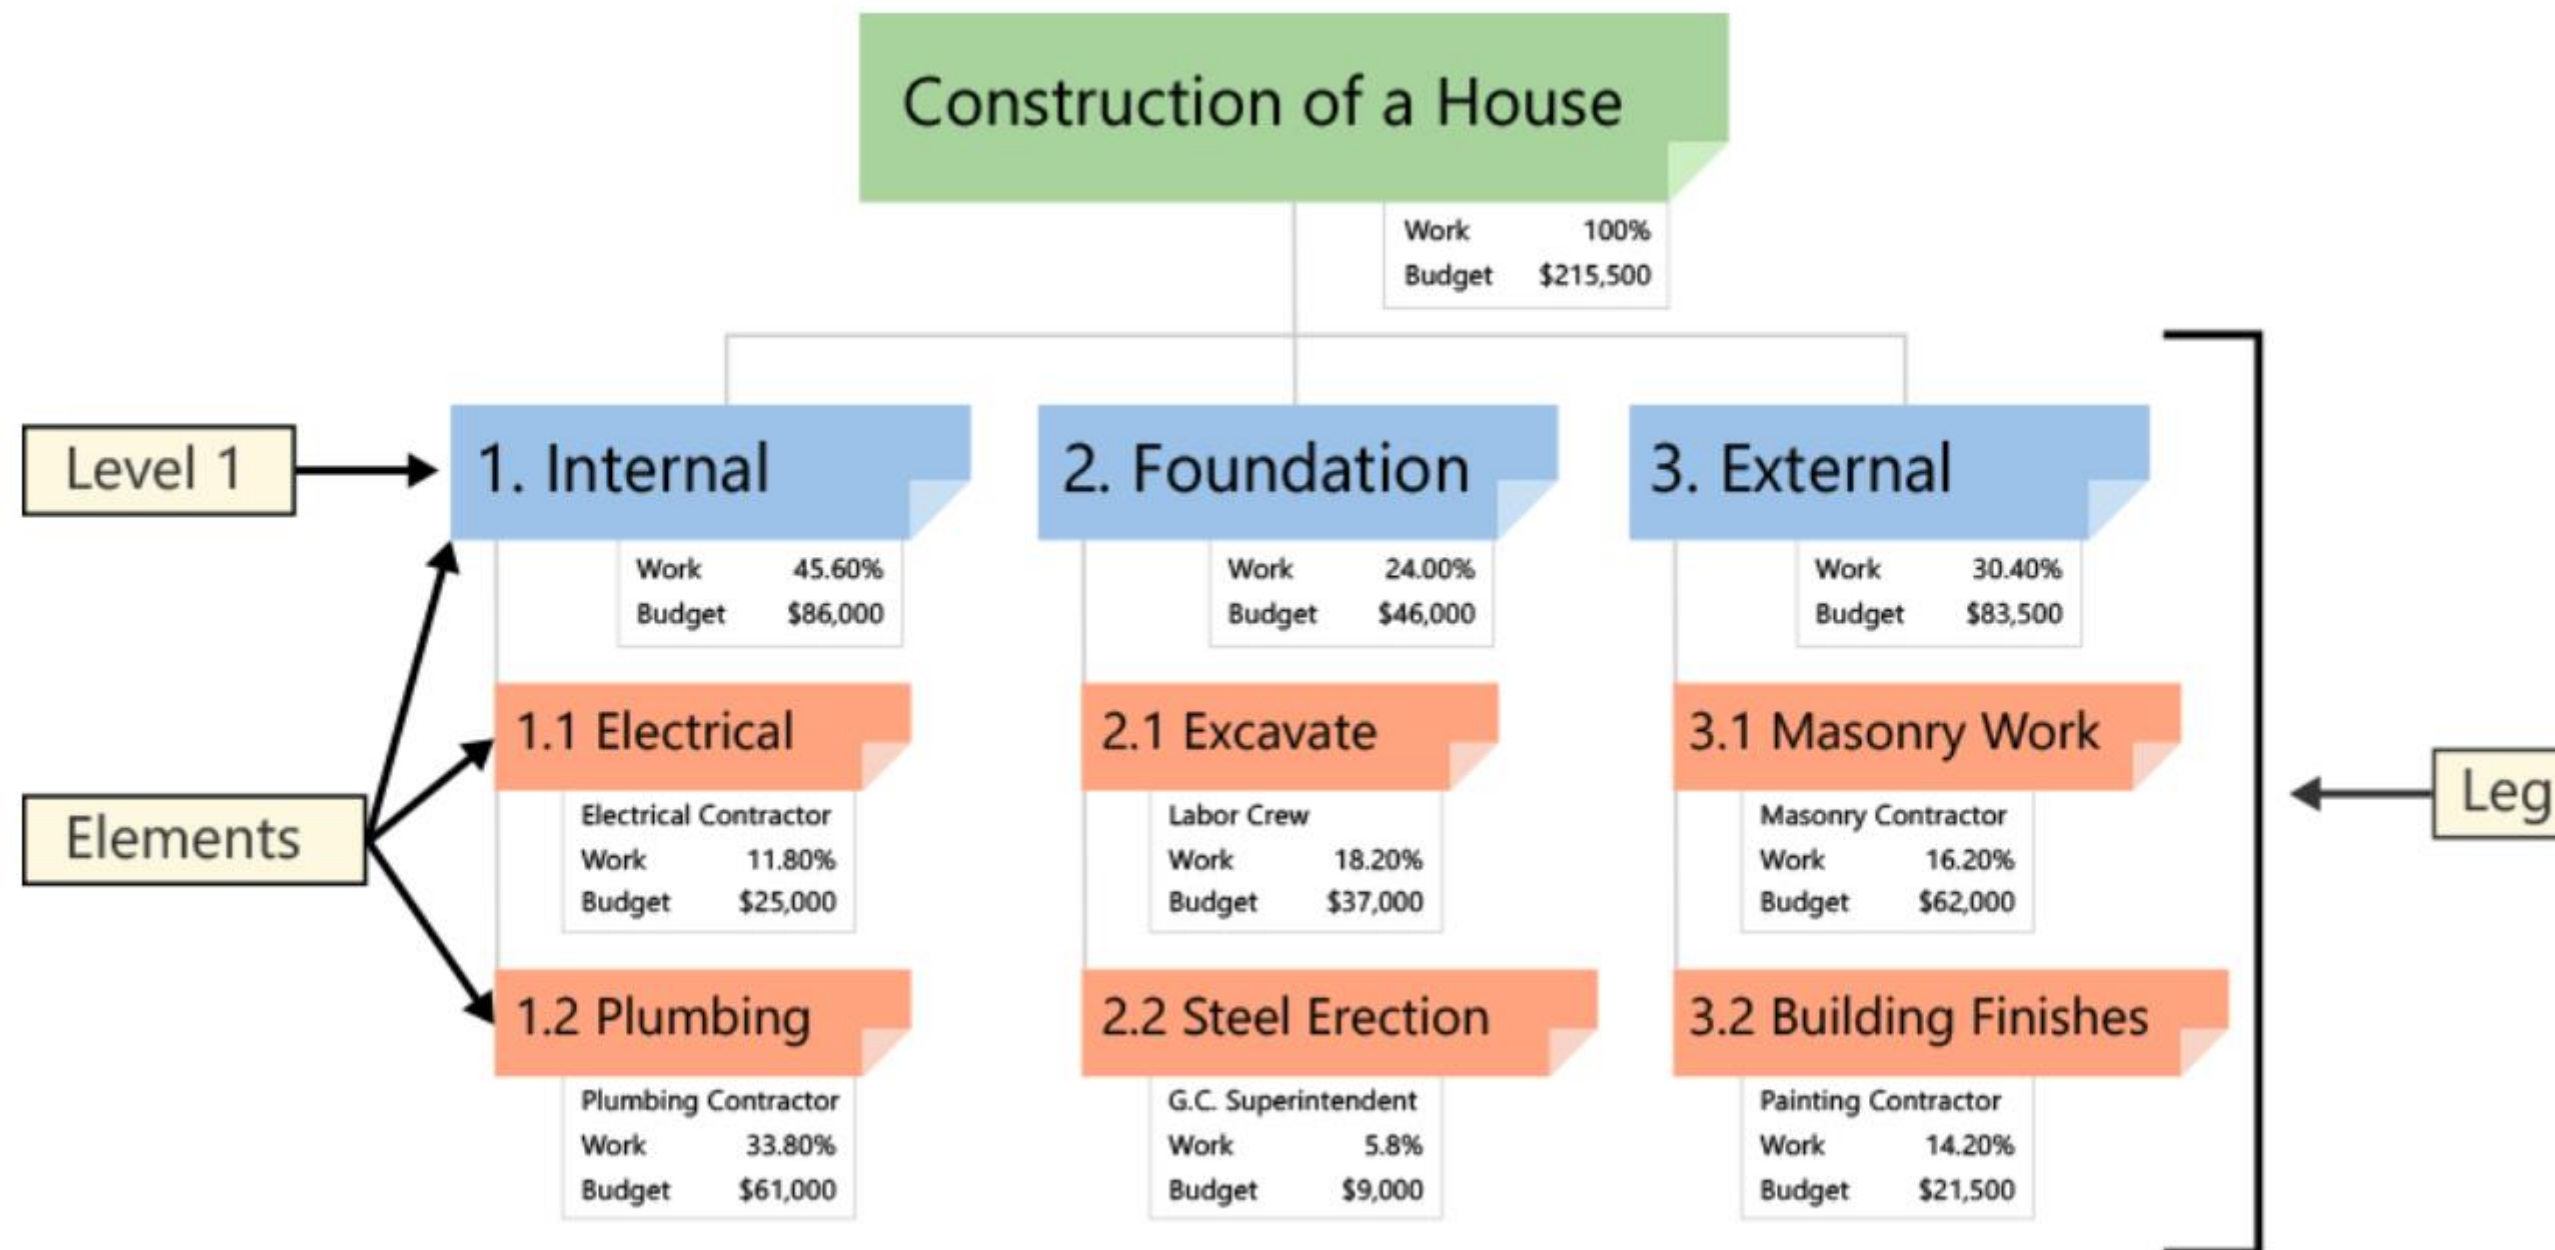 Construction of a House
Work 100%
Budget $215,500
Level 1
1. Internal
Work 45.60%
Budget $86,000
2. Foundation
Work 24.00%
Budget $46,000
3. External
Work 30.40%
Budget $83,500
Elements
1.1 Electrical
Electrical Contractor
Work 11.80%
Budget $25,000
2.1 Excavate
Labor Crew
Work 18.20%
Budget $37,000
3.1 Masonry Work
Masonry Contractor
Work 16.20%
Budget $62,000
Leg
1.2 Plumbing
Plumbing Contractor
Work 33.80%
Budget $61,000
2.2 Steel Erection
G.C. Superintendent
Work 5.8%
Budget $9,000
3.2 Building Finishes
Painting Contractor
Work 14.20%
Budget $21,500